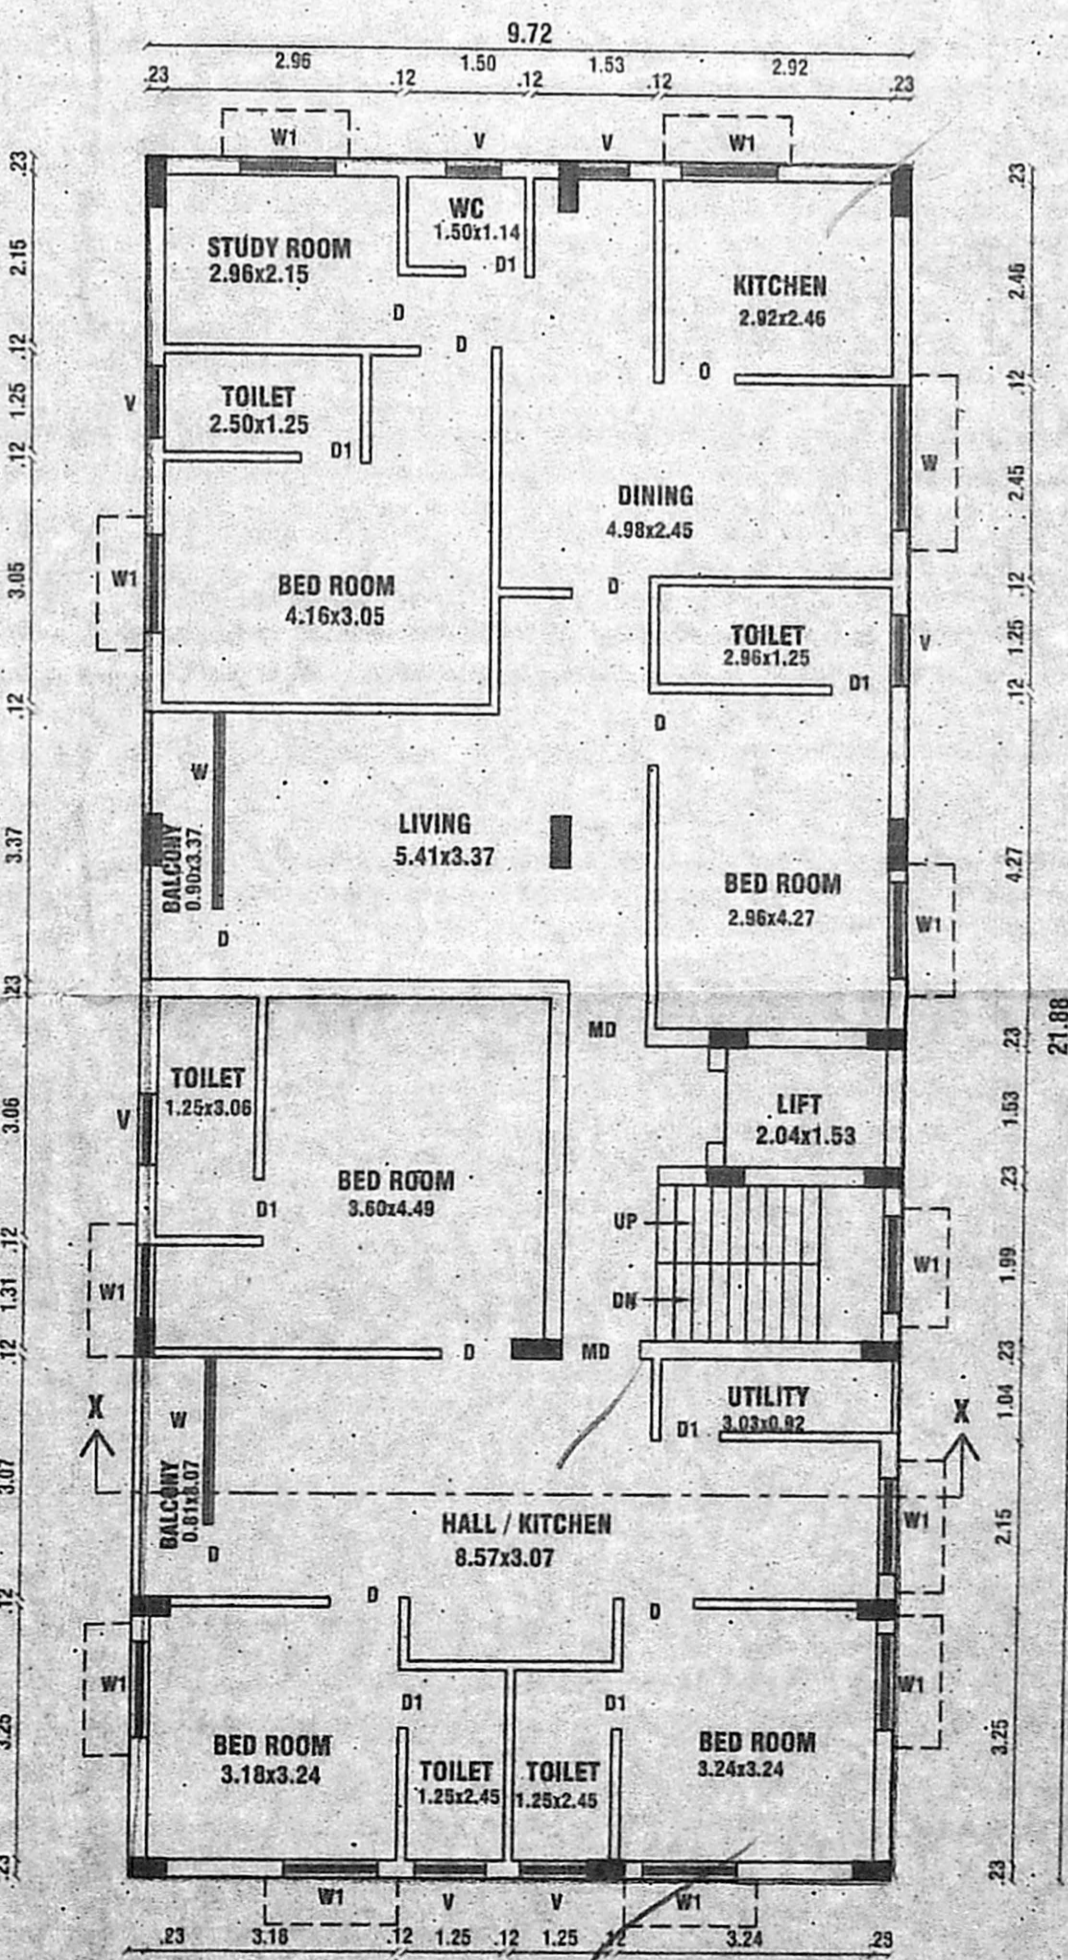 9.72
.23 2.96 .12 1.50 .12 1.53 .12 2.92 .23
W1 V V W1
.23
.23
WC
1.50x1.14
STUDY ROOM
2.96x2.15
D1
2.15
KITCHEN
2.92x2.46
2.46
D
D
.12
O
.12
TOILET
2.50x1.25
V
1.25
D1
.12
W
2.45
DINING
4.98x2.45
W1
3.05
BED ROOM
4.16x3.05
D
.12
TOILET
2.96x1.25
V
1.25
D1
.12
.12
D
W
BALCONY
0.90x3.37
3.37
LIVING
5.41x3.37
BED ROOM
2.96x4.27
4.27
W1
D
.23
MD
.23
21.88
TOILET
1.25x3.06
V
3.06
LIFT
2.04x1.53
1.53
BED ROOM
3.60x4.49
.23
D1
UP
.12
W1
1.31
DN
W1
1.99
.12
D
MD
.23
X
UTILITY
3.03x0.92
1.04
X
W
D1
BALCONY
0.81x3.07
3.07
HALL / KITCHEN
8.57x3.07
W1
2.15
D
.12
D
D
W1
W1
D1
D1
BED ROOM
3.18x3.24
BED ROOM
3.24x3.24
3.25
3.25
TOILET
1.25x2.45
TOILET
1.25x2.45
.23
.23
W1 V V W1
.23 3.18 .12 1.25 .12 1.25 .12 3.24 .23